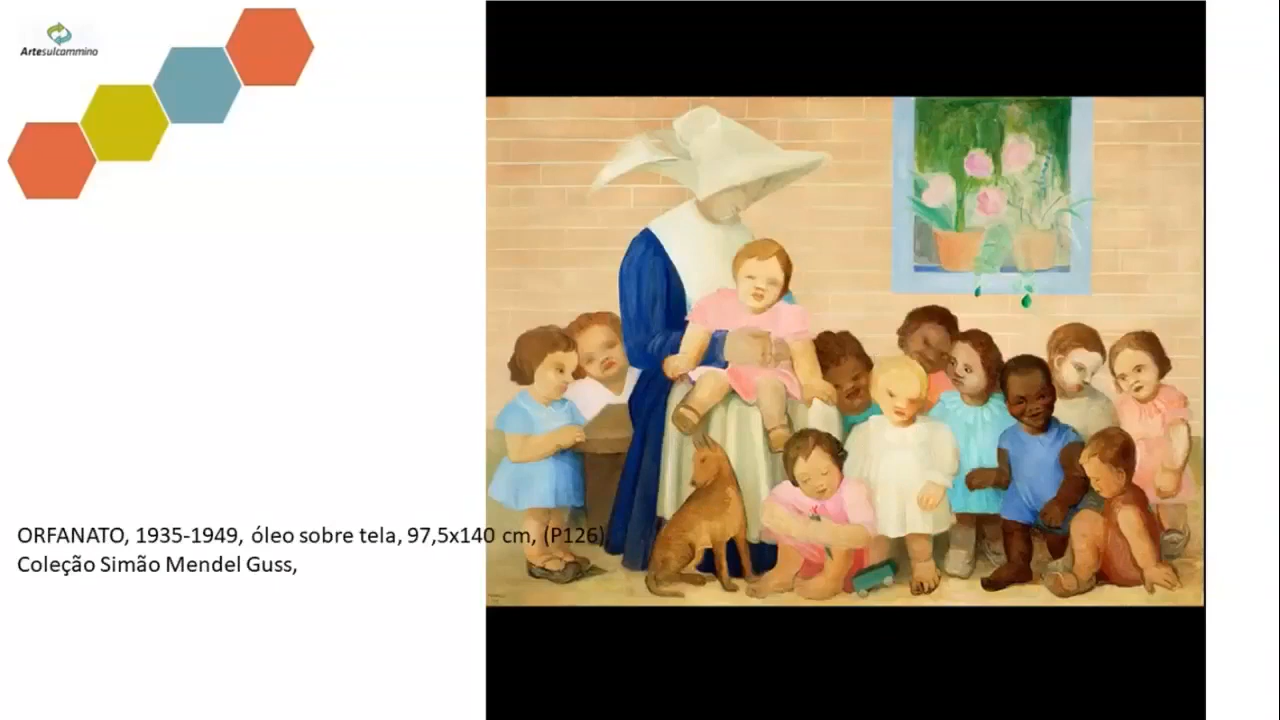 Artesulcammino
ORFANATO, 1935-1949, óleo sobre tela, 97,5x140 cm, (P126),
Coleção Simão Mendel Guss,